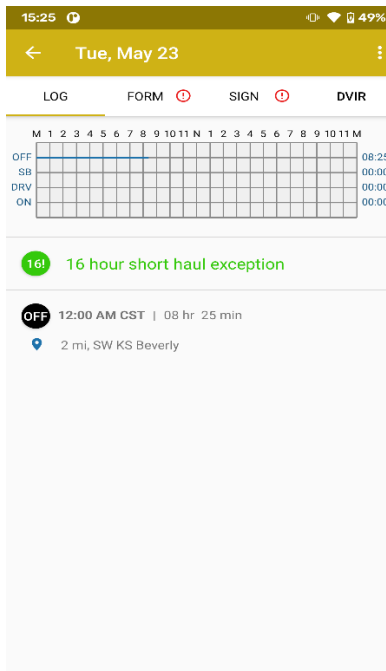 15:25 49%
Tue, May 23
LOG FORM SIGN DVIR
M 1 2 3 4 5 6 7 8 9 10 11 N 1 2 3 4 5 6 7 8 9 10 11 M
OFF 08:25
SB 00:00
DRV 00:00
ON 00:00
16! 16 hour short haul exception
OFF 12:00 AM CST | 08 hr 25 min
2 mi, SW KS Beverly